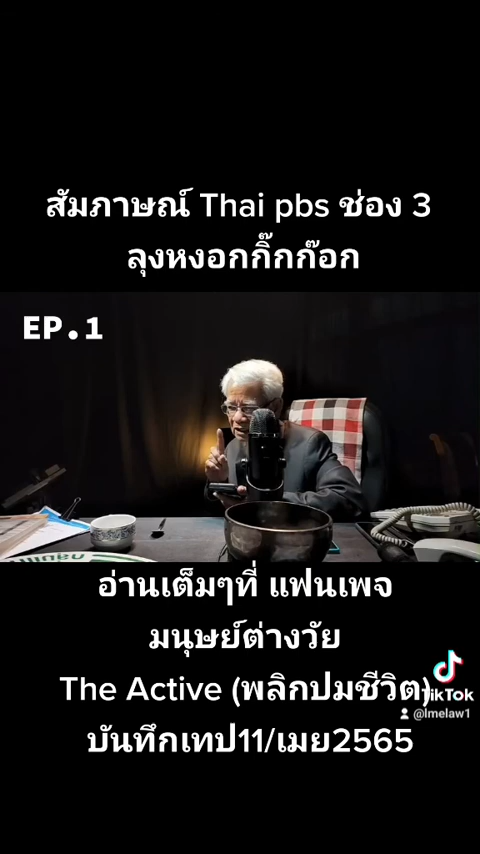 สัมภาษณ์ Thai pbs ช่อง 3
ลุงหงอกกิ๊กก๊อก
EP.1
อ่านเต็มๆที่ แฟนเพจ
มนุษย์ต่างวัย
The Active (พลิกปมชีวิต)
TikTok
@lmelaw1
บันทึกเทป11/เมย2565